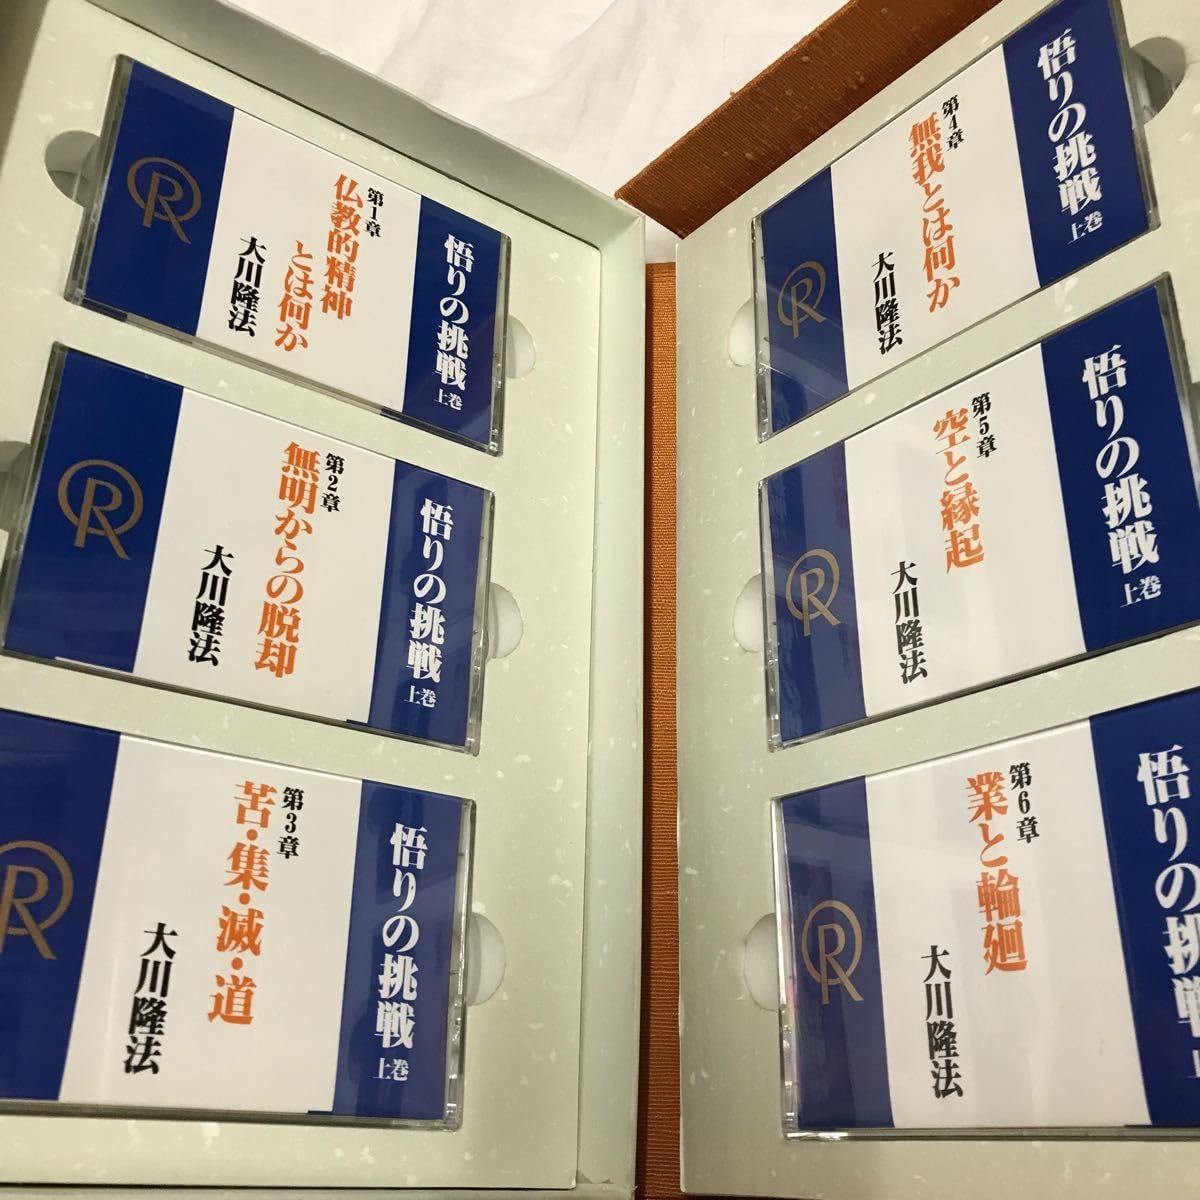 悟りの挑戦 上巻
第1章
仏教的精神
とは何か
大川隆法
R
悟りの挑戦 上巻
第2章
無明からの脱却
大川隆法
R
悟りの挑戦 上巻
第3章
苦・集・滅・道
大川隆法
R
悟りの挑戦 上巻
第4章
無我とは何か
大川隆法
R
悟りの挑戦 上巻
第5章
空と縁起
大川隆法
R
悟りの挑戦 上
第6章
業と輪廻
大川隆法
R